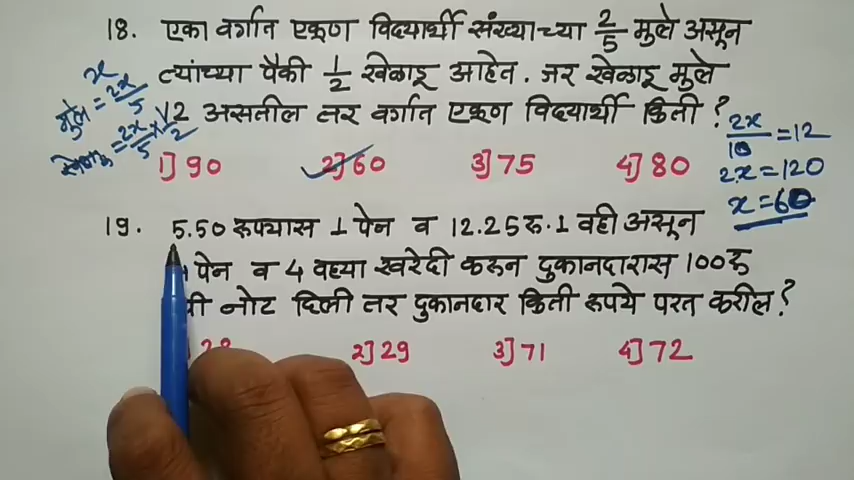 18. एका वर्गात एकूण विद्यार्थी संख्याच्या 2/5 मुले असून
त्यांच्या पैकी 1/2 खेळाडू आहेत. जर खेळाडू मुले
12 असतील तर वर्गात एकूण विद्यार्थी किती?
1] 90 2] 60 3] 75 4] 80
x
मुले = 2x/5
= 2x/5 × 1/2
2x/10 = 12
2x = 120
x = 60
19. 5.50 रुपयास 1 पेन व 12.25 रु. 1 वही असून
पेन व 4 वह्या खरेदी करुन दुकानदारास 100 रु
नोट दिली तर दुकानदार किती रुपये परत करील?
2] 29 3] 71 4] 72